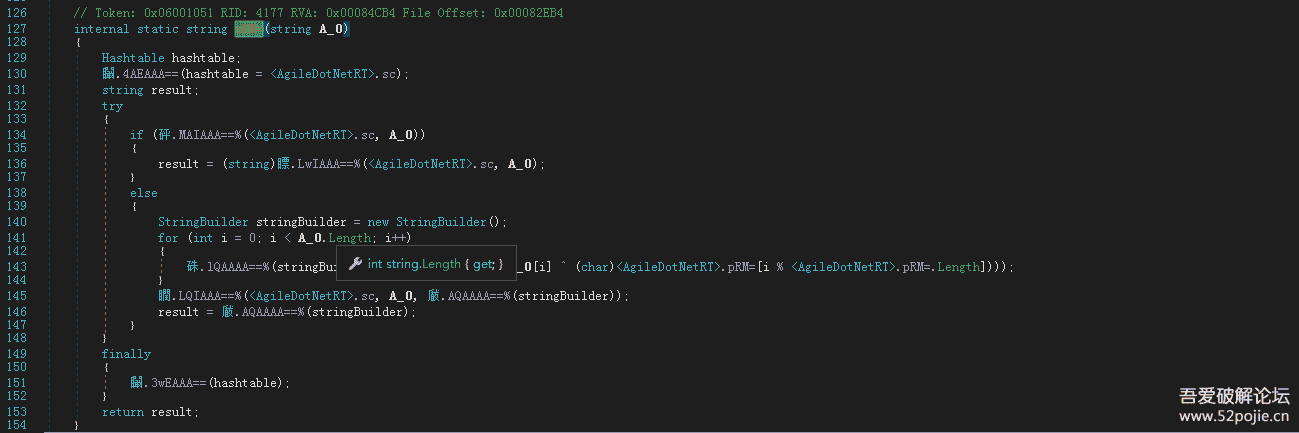 126 // Token: 0x06001051 RID: 4177 RVA: 0x00084CB4 File Offset: 0x00082EB4
127 internal static string (string A_0)
128 {
129 Hashtable hashtable;
130 .4AEAAA==(hashtable = <AgileDotNetRT>.sc);
131 string result;
132 try
133 {
134 if (砰.MAIAAA==%(<AgileDotNetRT>.sc, A_0))
135 {
136 result = (string)瞟.LwIAAA==%(<AgileDotNetRT>.sc, A_0);
137 }
138 else
139 {
140 StringBuilder stringBuilder = new StringBuilder();
141 for (int i = 0; i < A_0.Length; i++)
142 {
int string.Length { get; }
143 硃.lQAAAA==%(stringBui _0[i] ^ (char)<AgileDotNetRT>.pRM=[i % <AgileDotNetRT>.pRM=.Length])));
144 }
145 .LQIAAA==%(<AgileDotNetRT>.sc, A_0, .AQAAAA==%(stringBuilder));
146 result = .AQAAAA==%(stringBuilder);
147 }
148 }
149 finally
150 {
151 .3wEAAA==(hashtable);
152 }
153 return result;
154 }
吾爱破解论坛
www.52pojie.cn